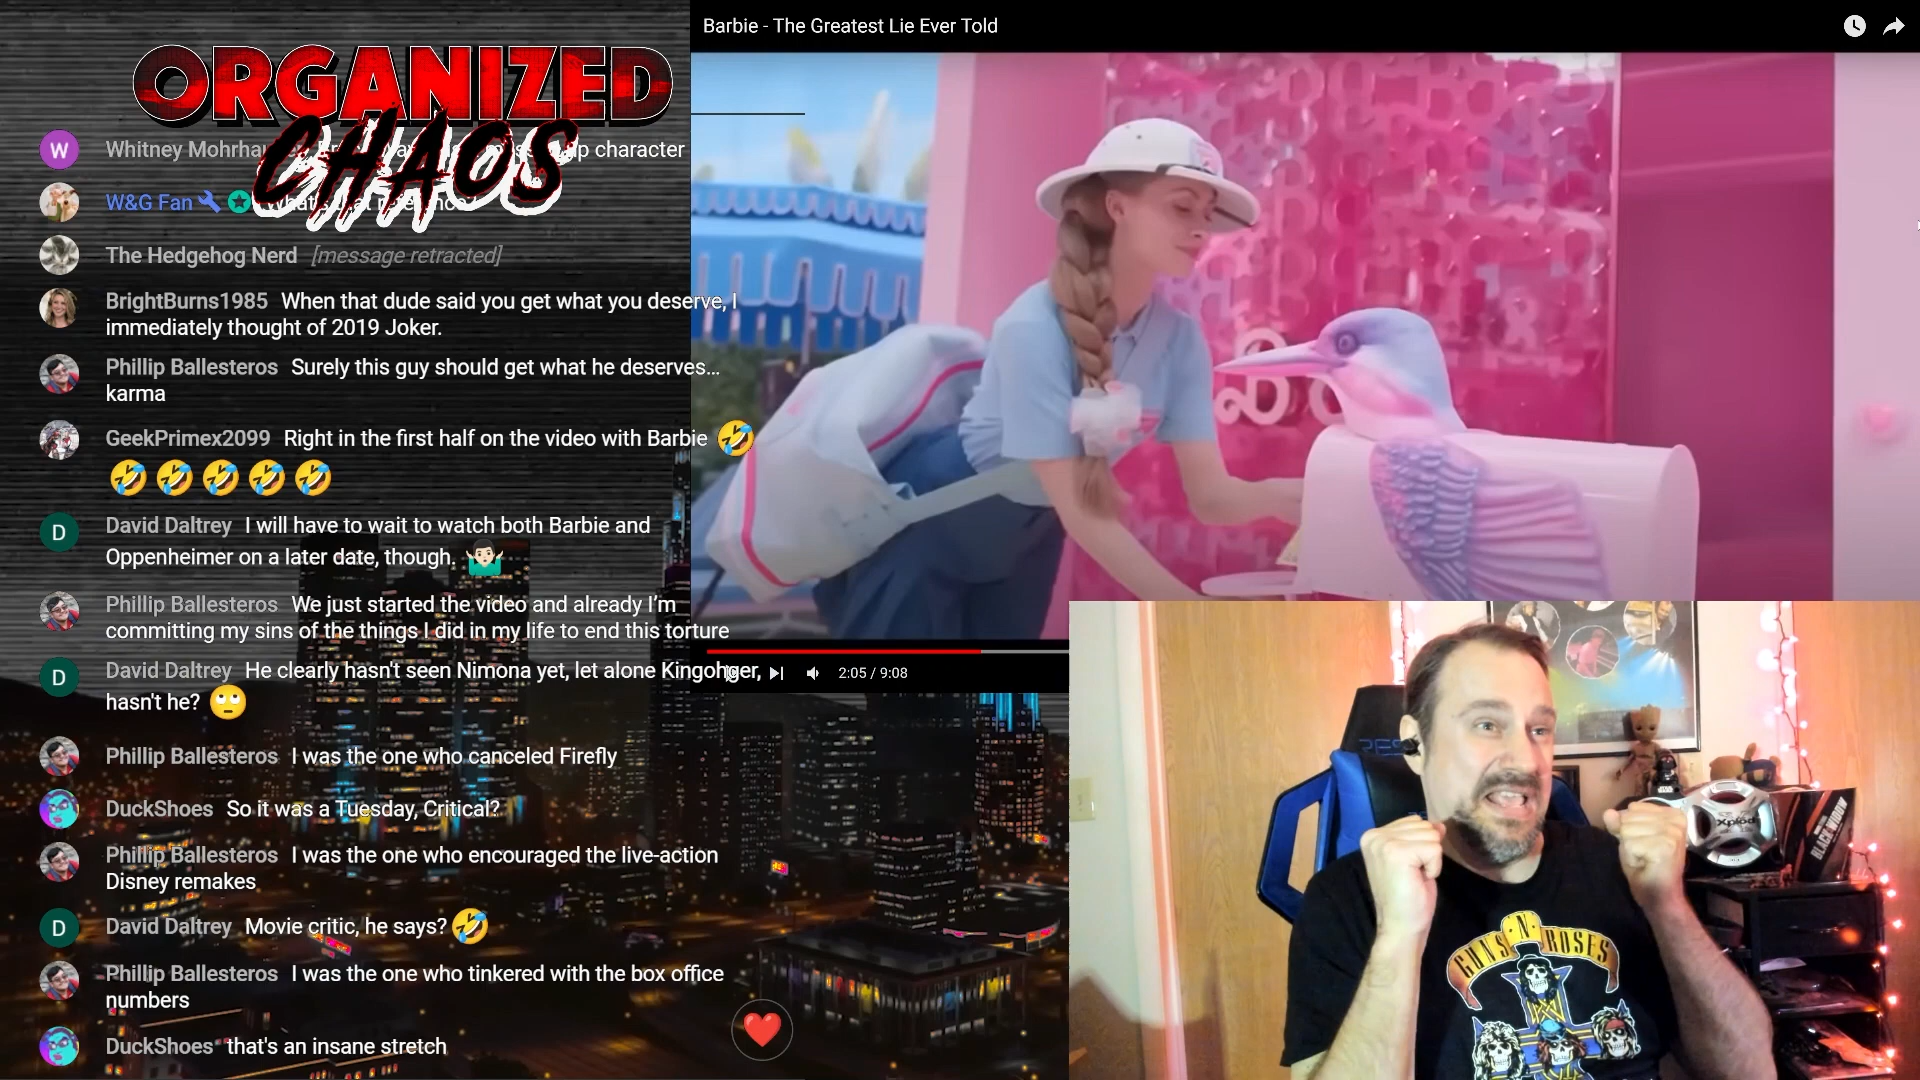 Barbie - The Greatest Lie Ever Told
ORGANIZED
CHAOS
W
Whitney Mohrhau
character
W&G Fan
The Hedgehog Nerd [message retracted]
BrightBurns1985 When that dude said you get what you deserve, I
immediately thought of 2019 Joker.
Phillip Ballesteros Surely this guy should get what he deserves...
karma
GeekPrimex2099 Right in the first half on the video with Barbie 🤣
🤣🤣🤣🤣🤣
D
David Daltrey I will have to wait to watch both Barbie and
Oppenheimer on a later date, though. 🤷🏻‍♂️
Phillip Ballesteros We just started the video and already I'm
committing my sins of the things I did in my life to end this torture
D
David Daltrey He clearly hasn't seen Nimona yet, let alone Kingohger,
hasn't he? 🙄
Phillip Ballesteros I was the one who canceled Firefly
DuckShoes So it was a Tuesday, Critical?
Phillip Ballesteros I was the one who encouraged the live-action
Disney remakes
D
David Daltrey Movie critic, he says? 🤣
Phillip Ballesteros I was the one who tinkered with the box office
numbers
DuckShoes that's an insane stretch
2:05 / 9:08
Xplod
BLACK WIDOW
GUNS N' ROSES